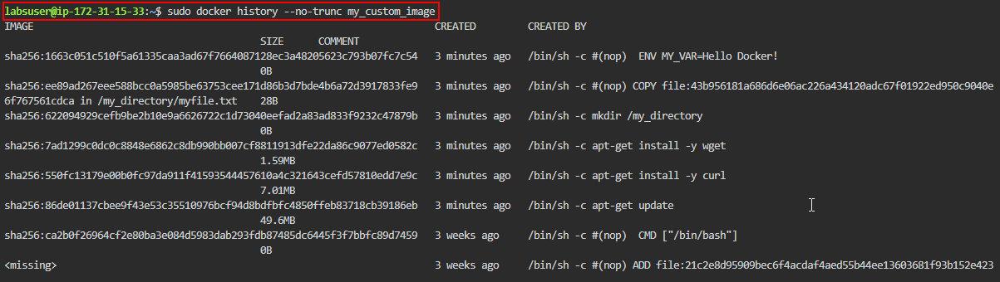 labsuser@ip-172-31-15-33:~$ sudo docker history --no-trunc my_custom_image
IMAGE CREATED CREATED BY
SIZE COMMENT
sha256:1663c051c510f5a61335caa3ad67f7664087128ec3a48205623c793b07fc7c54 3 minutes ago /bin/sh -c #(nop)  ENV MY_VAR=Hello Docker!
0B
sha256:ee89ad267eee588bcc0a5985be63753cee171d86b3d7bde4b6a72d3917833fe9 3 minutes ago /bin/sh -c #(nop) COPY file:43b956181a686d6e06ac226a434120adc67f01922ed950c9040e
6f767561cdca in /my_directory/myfile.txt 28B
sha256:622094929cefb9be2b10e9a6626722c1d73040eefad2a83ad833f9232c47879b 3 minutes ago /bin/sh -c mkdir /my_directory
0B
sha256:7ad1299c0dc0c8848e6862c8db990bb007cf8811913dfe22da86c9077ed0582c 3 minutes ago /bin/sh -c apt-get install -y wget
1.59MB
sha256:550fc13179e00b0fc97da911f41593544457610a4c321643cefd57810edd7e9c 3 minutes ago /bin/sh -c apt-get install -y curl
7.01MB
sha256:86de01137cbee9f43e53c35510976bcf94d8bdfbfc4850ffeb83718cb39186eb 3 minutes ago /bin/sh -c apt-get update
49.6MB
sha256:ca2b0f26964cf2e80ba3e084d5983dab293fdb87485dc6445f3f7bbfc89d7459 3 weeks ago /bin/sh -c #(nop)  CMD ["/bin/bash"]
0B
<missing> 3 weeks ago /bin/sh -c #(nop) ADD file:21c2e8d95909bec6f4acdaf4aed55b44ee13603681f93b152e423